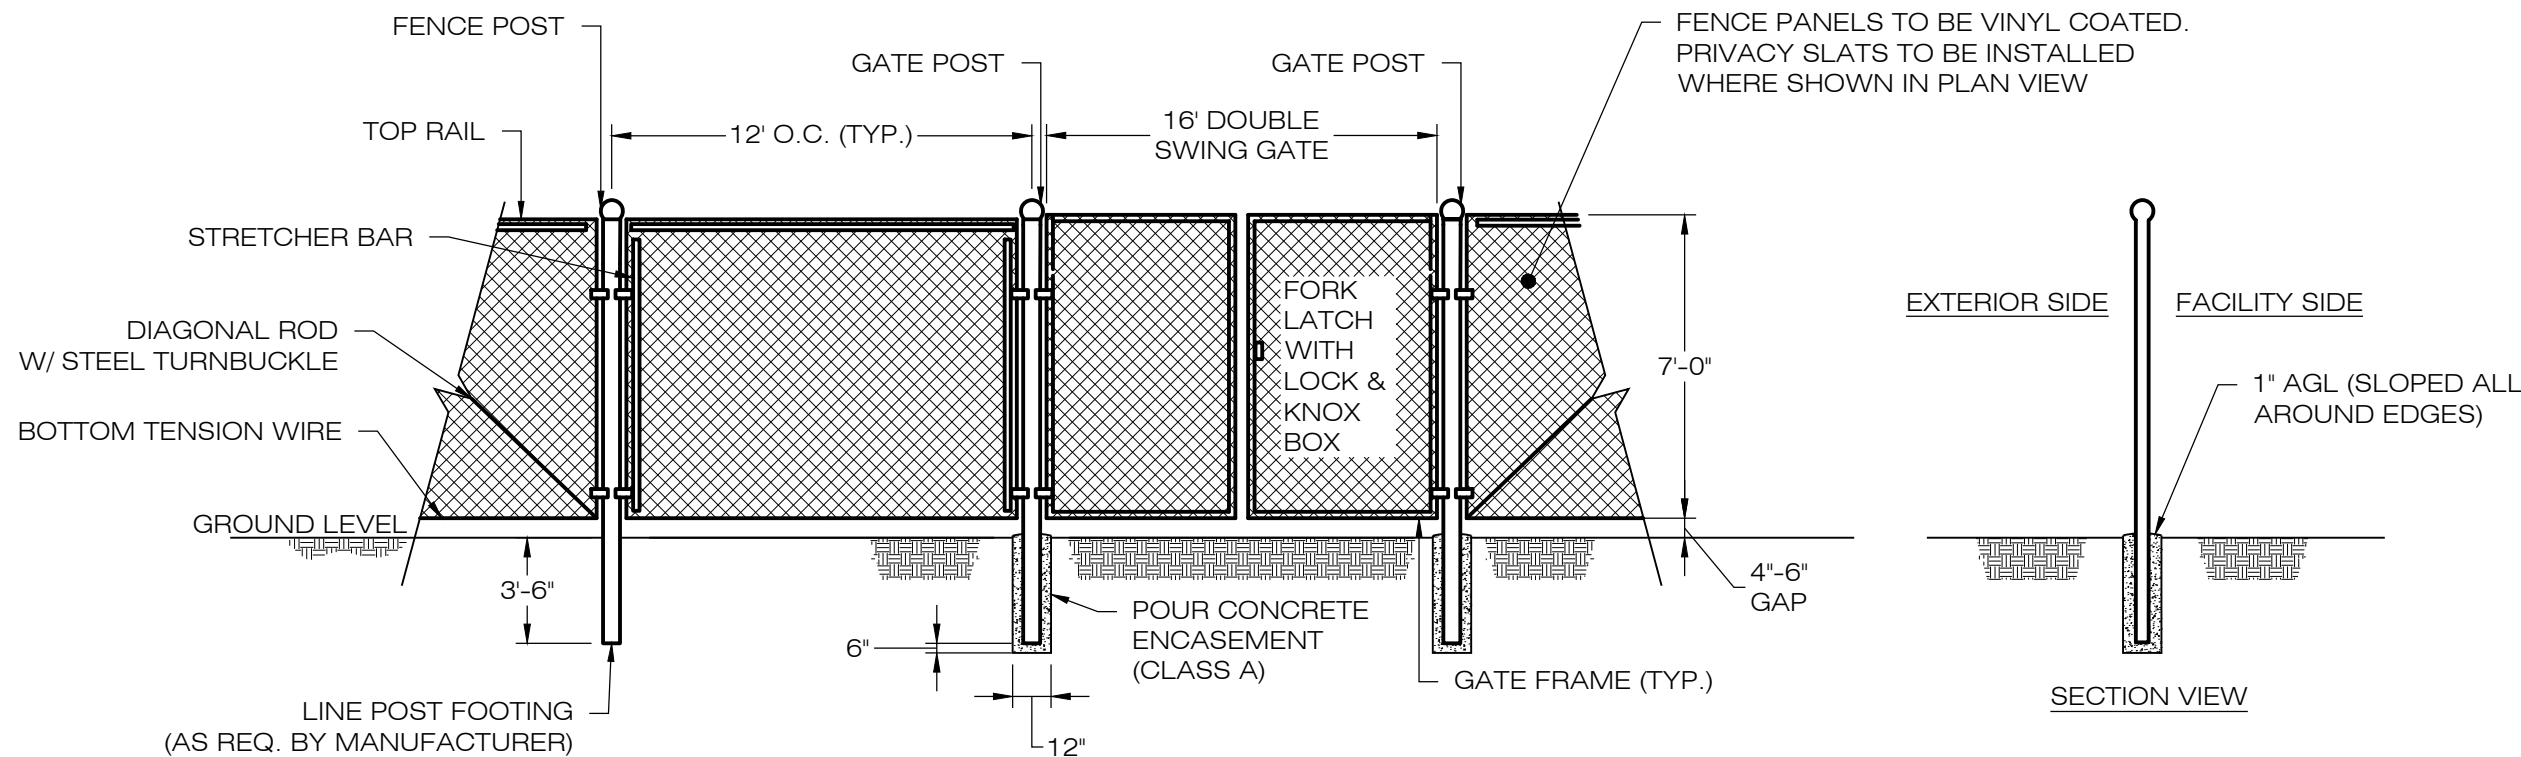 FENCE POST
GATE POST
GATE POST
FENCE PANELS TO BE VINYL COATED.
PRIVACY SLATS TO BE INSTALLED
WHERE SHOWN IN PLAN VIEW
TOP RAIL
12' O.C. (TYP.)
16' DOUBLE
SWING GATE
STRETCHER BAR
DIAGONAL ROD
W/ STEEL TURNBUCKLE
BOTTOM TENSION WIRE
GROUND LEVEL
FORK
LATCH
WITH
LOCK &
KNOX
BOX
7'-0"
EXTERIOR SIDE
FACILITY SIDE
1" AGL (SLOPED ALL
AROUND EDGES)
3'-6"
6"
12"
POUR CONCRETE
ENCASEMENT
(CLASS A)
4"-6"
GAP
GATE FRAME (TYP.)
LINE POST FOOTING
(AS REQ. BY MANUFACTURER)
SECTION VIEW